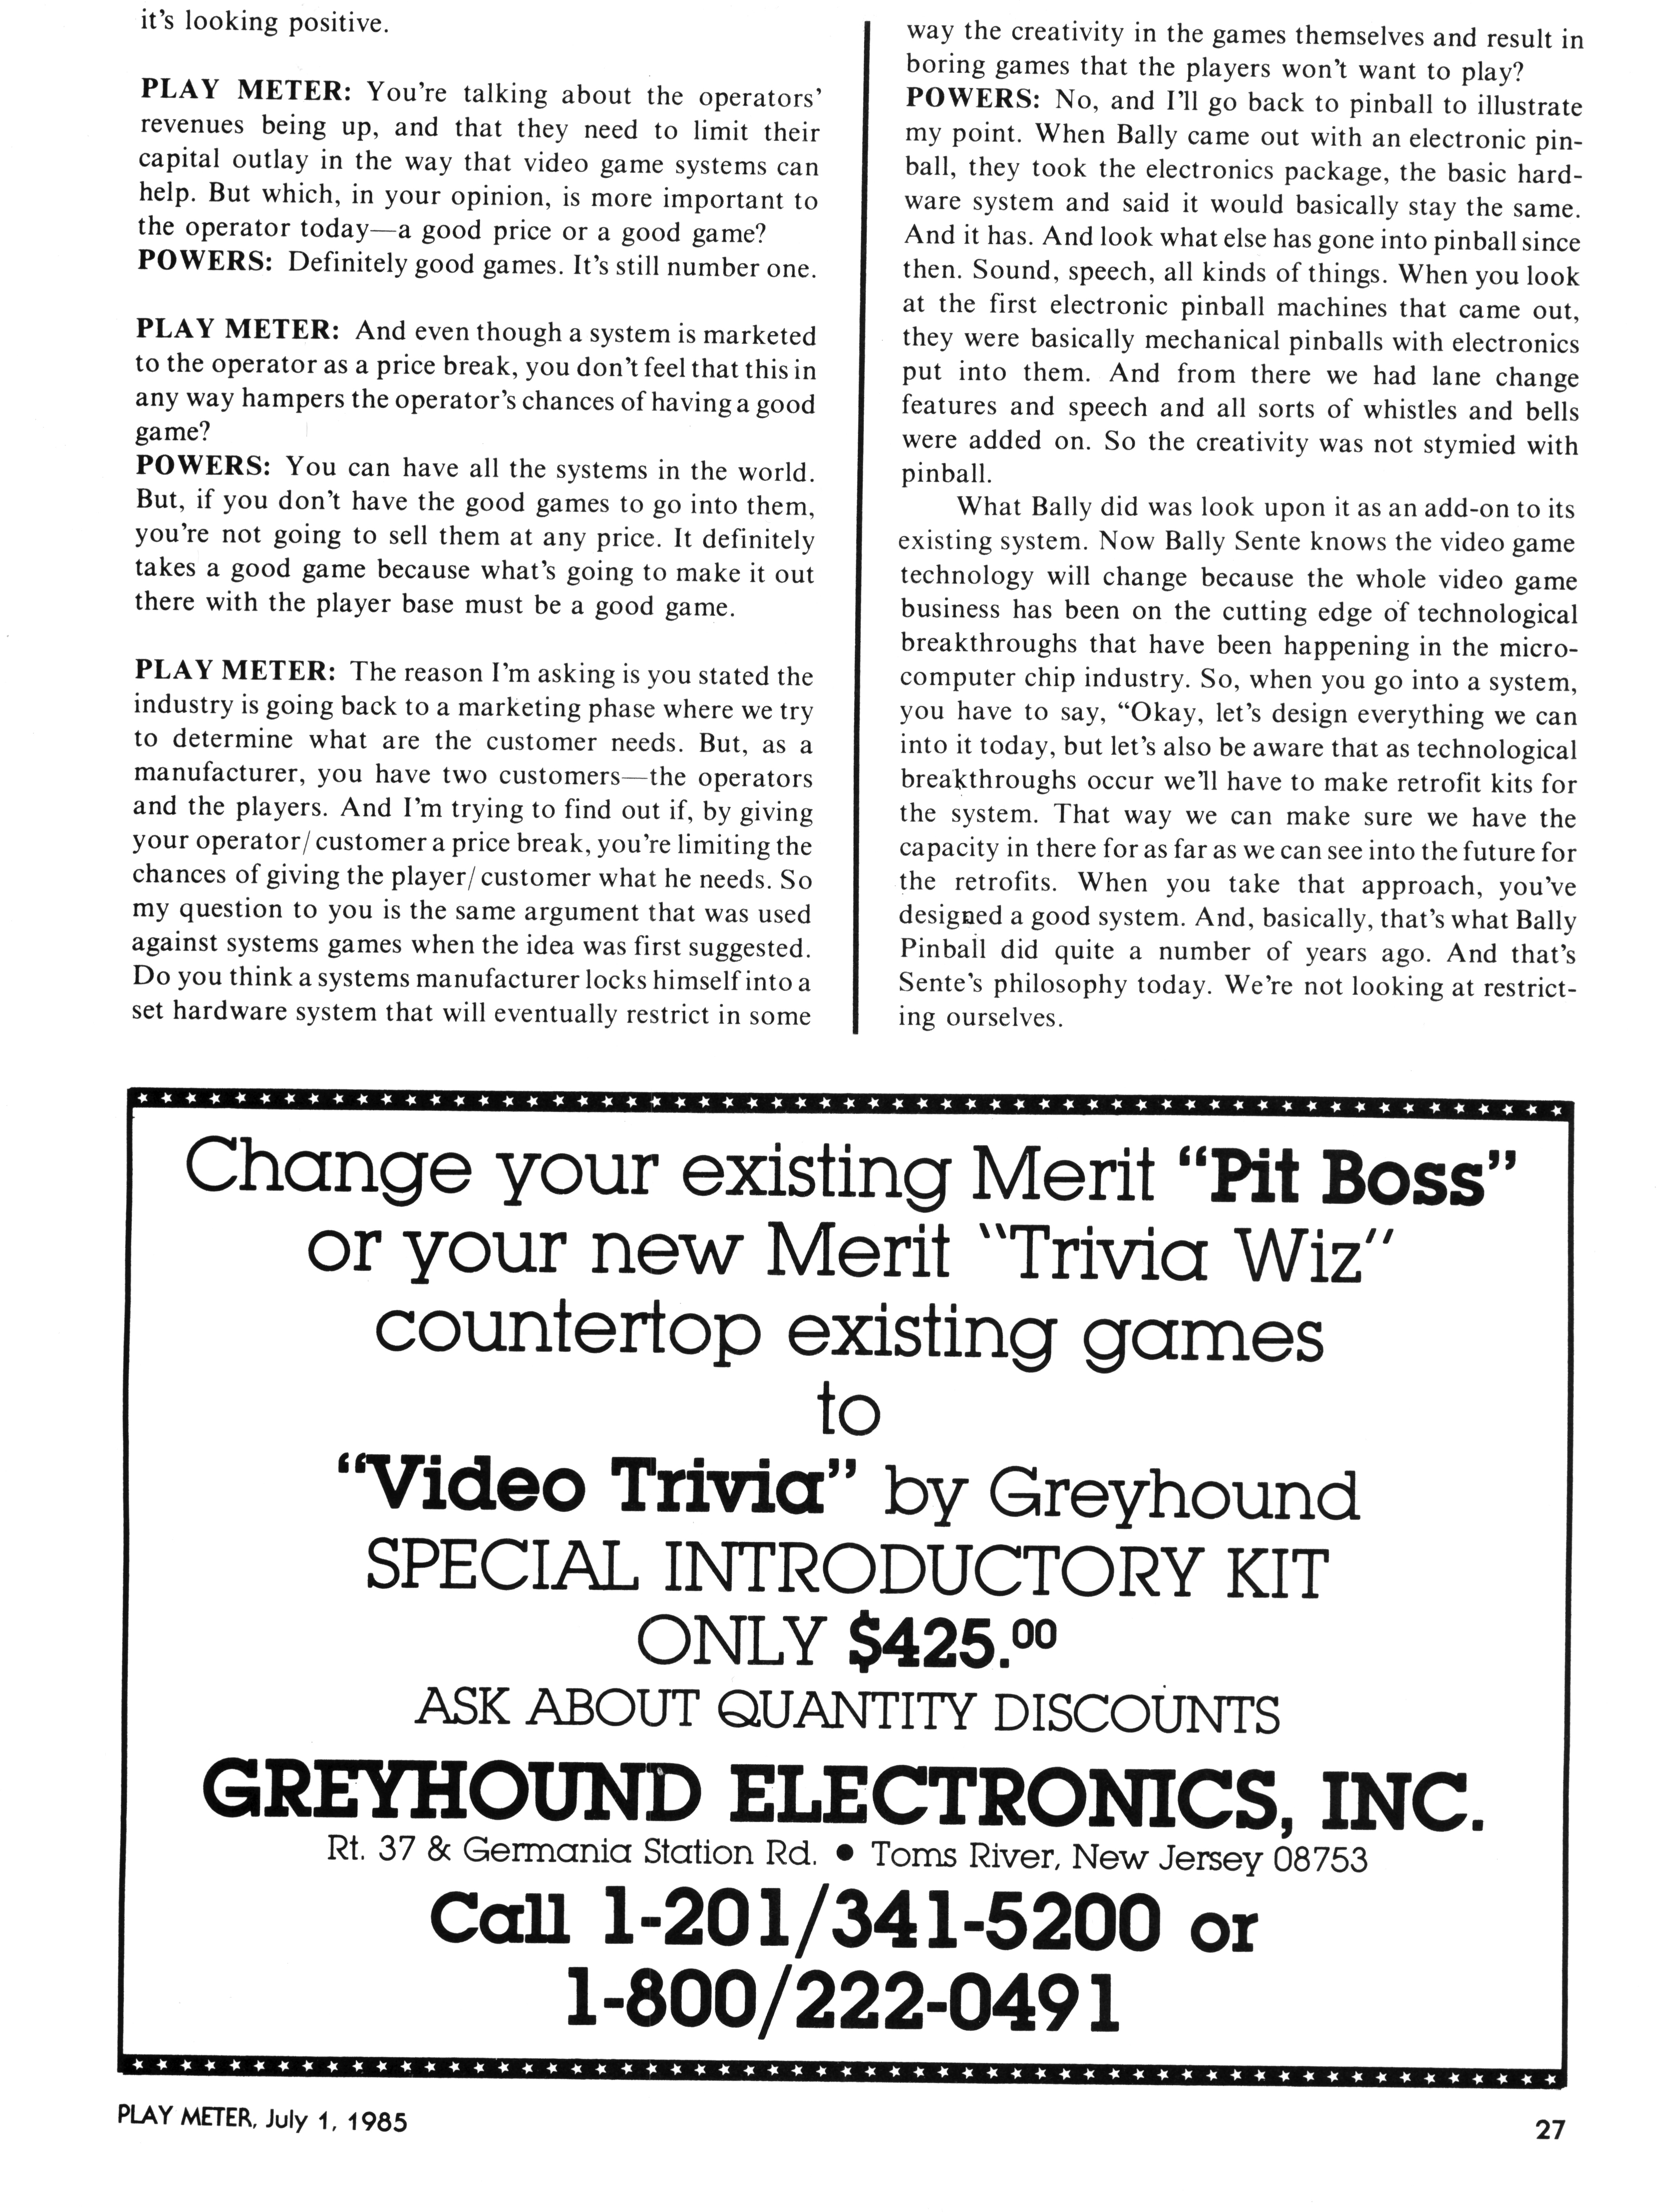 it's looking positive.
PLAY METER: You're talking about the operators'
revenues being up, and that they need to limit their
capital outlay in the way that video game systems can
help. But which, in your opinion, is more important to
the operator today—a good price or a good game?
POWERS: Definitely good games. It's still number one.
PLAY METER: And even though a system is marketed
to the operator as a price break, you don't feel that this in
any way hampers the operator's chances of having a good
game?
POWERS: You can have all the systems in the world.
But, if you don't have the good games to go into them,
you're not going to sell them at any price. It definitely
takes a good game because what's going to make it out
there with the player base must be a good game.
PLAY METER: The reason I'm asking is you stated the
industry is going back to a marketing phase where we try
to determine what are the customer needs. But, as a
manufacturer, you have two customers—the operators
and the players. And I'm trying to find out if, by giving
your operator/customer a price break, you're limiting the
chances of giving the player/customer what he needs. So
my question to you is the same argument that was used
against systems games when the idea was first suggested.
Do you think a systems manufacturer locks himself into a
set hardware system that will eventually restrict in some
way the creativity in the games themselves and result in
boring games that the players won't want to play?
POWERS: No, and I'll go back to pinball to illustrate
my point. When Bally came out with an electronic pin-
ball, they took the electronics package, the basic hard-
ware system and said it would basically stay the same.
And it has. And look what else has gone into pinball since
then. Sound, speech, all kinds of things. When you look
at the first electronic pinball machines that came out,
they were basically mechanical pinballs with electronics
put into them. And from there we had lane change
features and speech and all sorts of whistles and bells
were added on. So the creativity was not stymied with
pinball.
What Bally did was look upon it as an add-on to its
existing system. Now Bally Sente knows the video game
technology will change because the whole video game
business has been on the cutting edge of technological
breakthroughs that have been happening in the micro-
computer chip industry. So, when you go into a system,
you have to say, “Okay, let's design everything we can
into it today, but let's also be aware that as technological
breakthroughs occur we'll have to make retrofit kits for
the system. That way we can make sure we have the
capacity in there for as far as we can see into the future for
the retrofits. When you take that approach, you've
designed a good system. And, basically, that's what Bally
Pinball did quite a number of years ago. And that's
Sente's philosophy today. We're not looking at restrict-
ing ourselves.
Change your existing Merit “Pit Boss”
or your new Merit "Trivia Wiz"
countertop existing games
to
“Video Trivia” by Greyhound
SPECIAL INTRODUCTORY KIT
ONLY $425.00
ASK ABOUT QUANTITY DISCOUNTS
GREYHOUND ELECTRONICS, INC.
Rt. 37 & Germania Station Rd. • Toms River, New Jersey 08753
Call 1-201/341-5200 or
1-800/222-0491
PLAY METER, July 1, 1985
27